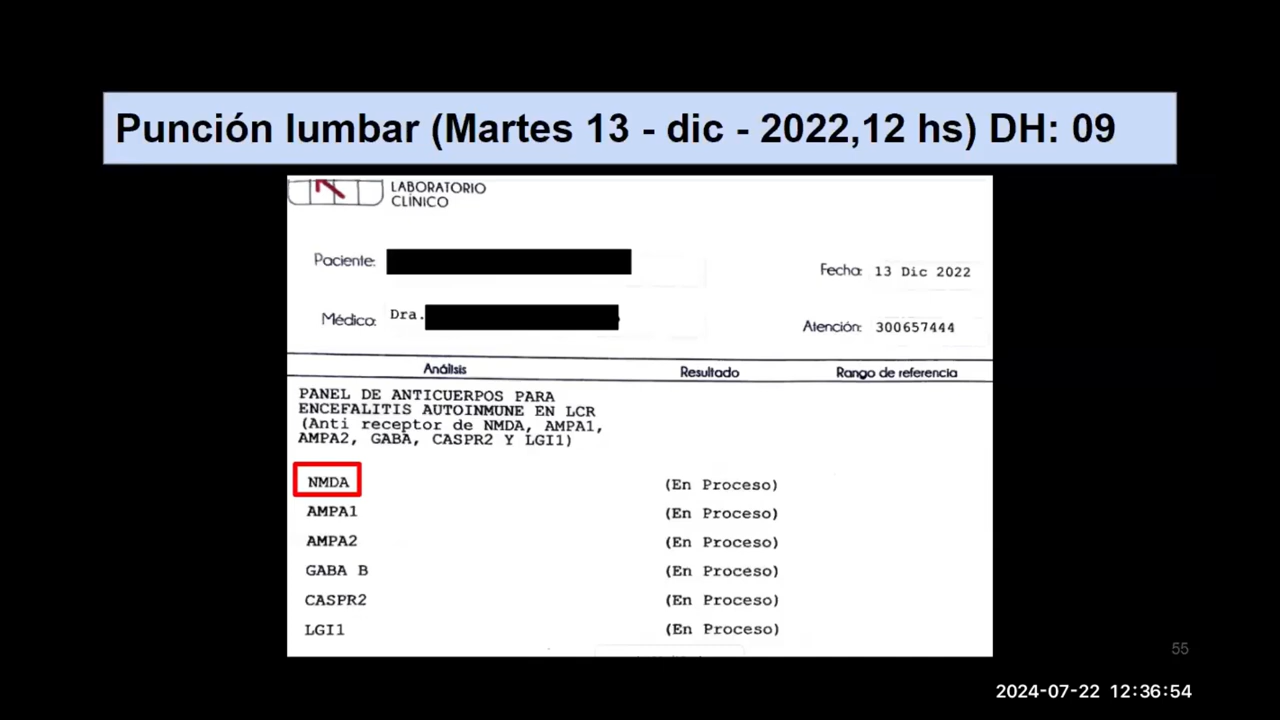 Punción lumbar (Martes 13 - dic - 2022,12 hs) DH: 09
LABORATORIO
CLÍNICO
Paciente:
Fecha: 13 Dic 2022
Médico: Dra.
Atención: 300657444
Análisis Resultado Rango de referencia
PANEL DE ANTICUERPOS PARA
ENCEFALITIS AUTOINMUNE EN LCR
(Anti receptor de NMDA, AMPA1,
AMPA2, GABA, CASPR2 Y LGI1)
NMDA (En Proceso)
AMPA1 (En Proceso)
AMPA2 (En Proceso)
GABA B (En Proceso)
CASPR2 (En Proceso)
LGI1 (En Proceso)
55
2024-07-22 12:36:54